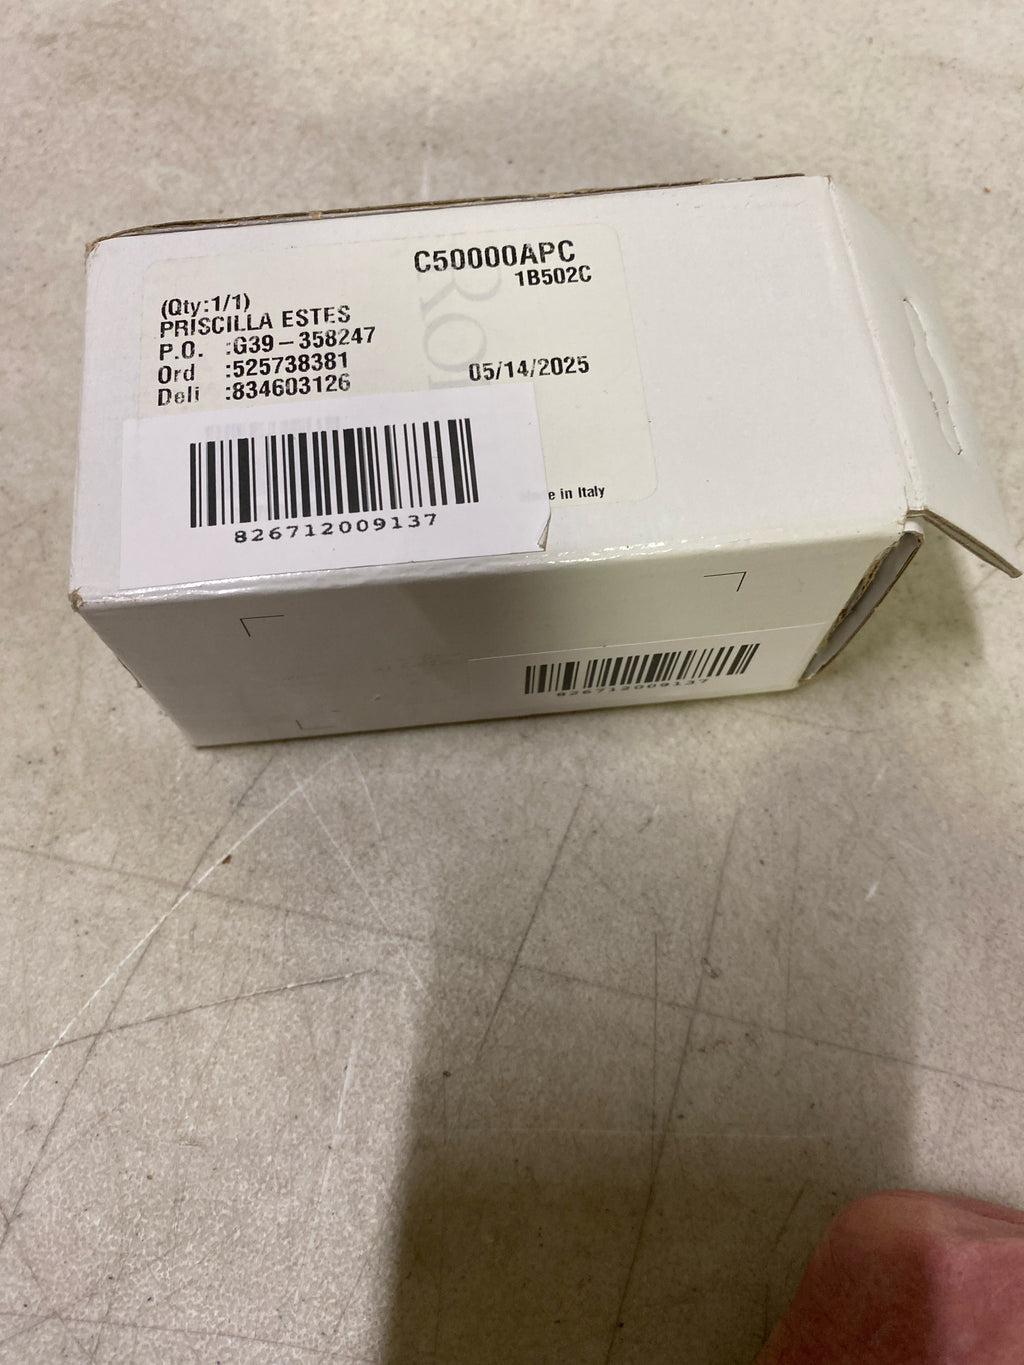 C50000APC
1B502C
(Qty:1/1)
PRISCILLA ESTES
P.O. :G39-358247
Ord :525738381
Deli :834603126
05/14/2025
in Italy
826712009137
826712009137